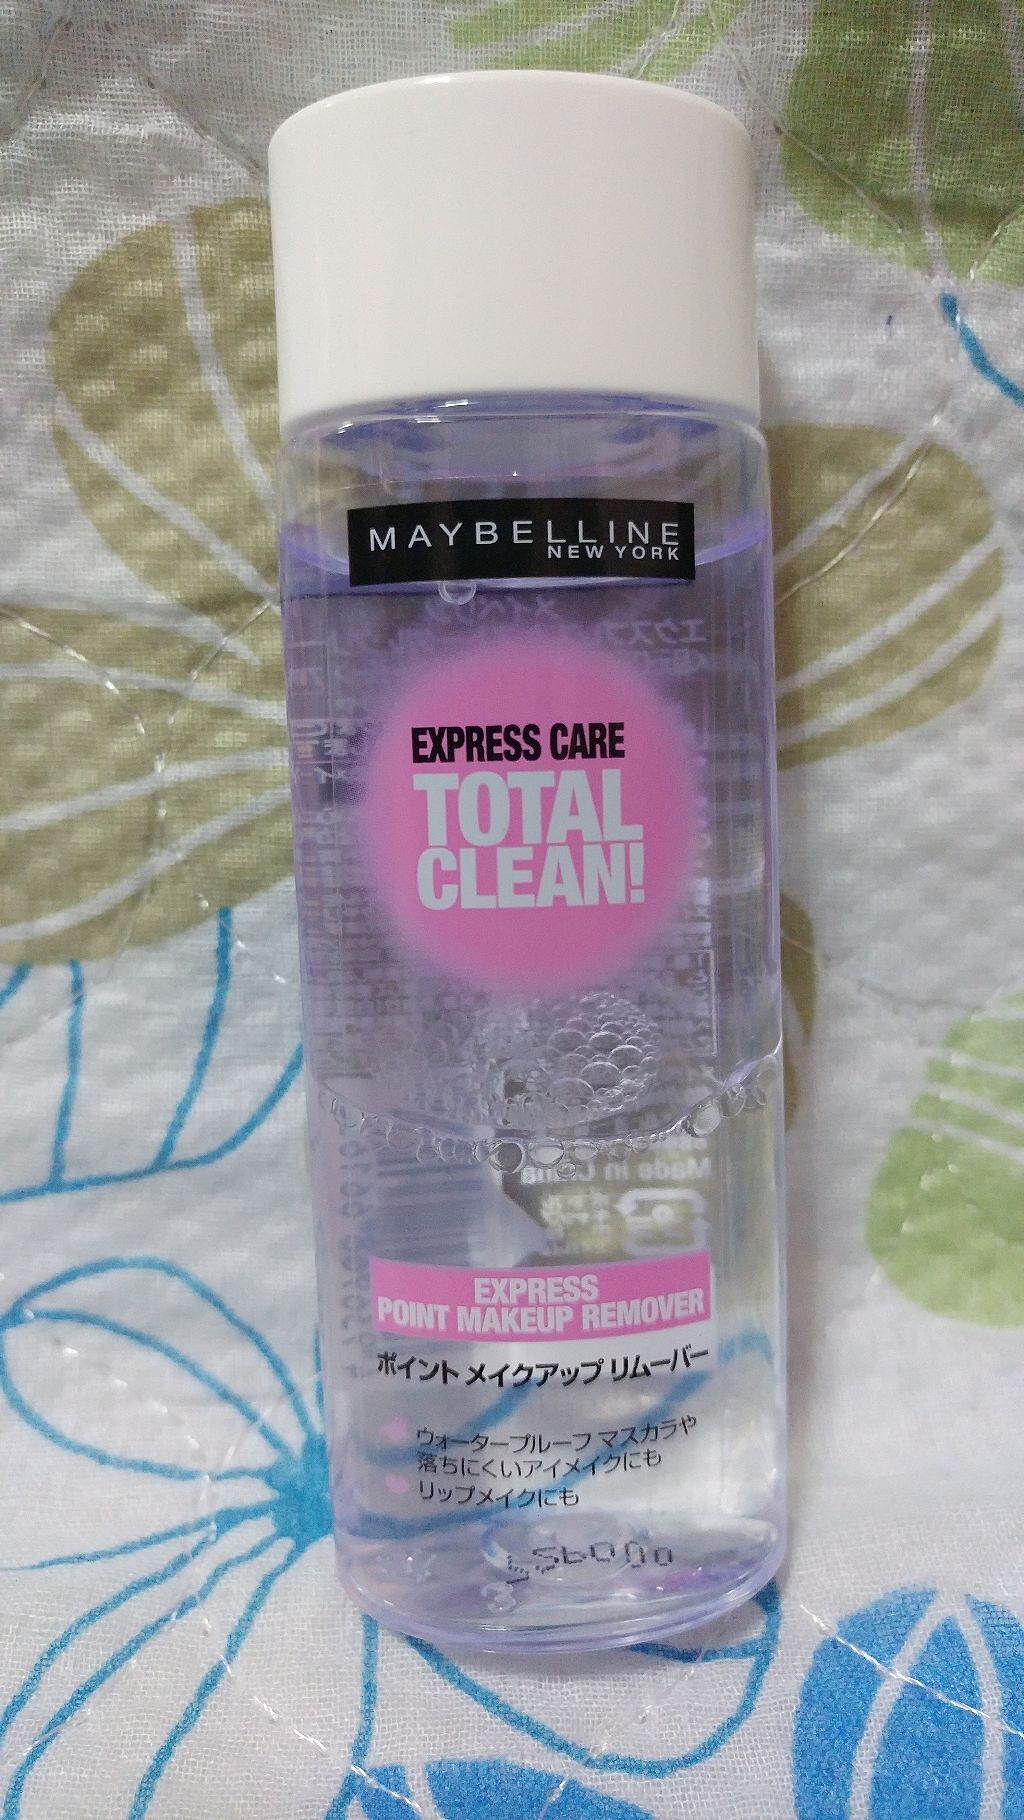 MAYBELLINE
NEW YORK
EXPRESS CARE
TOTAL
CLEAN!
Made in China
EXPRESS
POINT MAKEUP REMOVER
ポイント メイクアップ リムーバー
ウォータープルーフ マスカラや
落ちにくいアイメイクにも
リップメイクにも